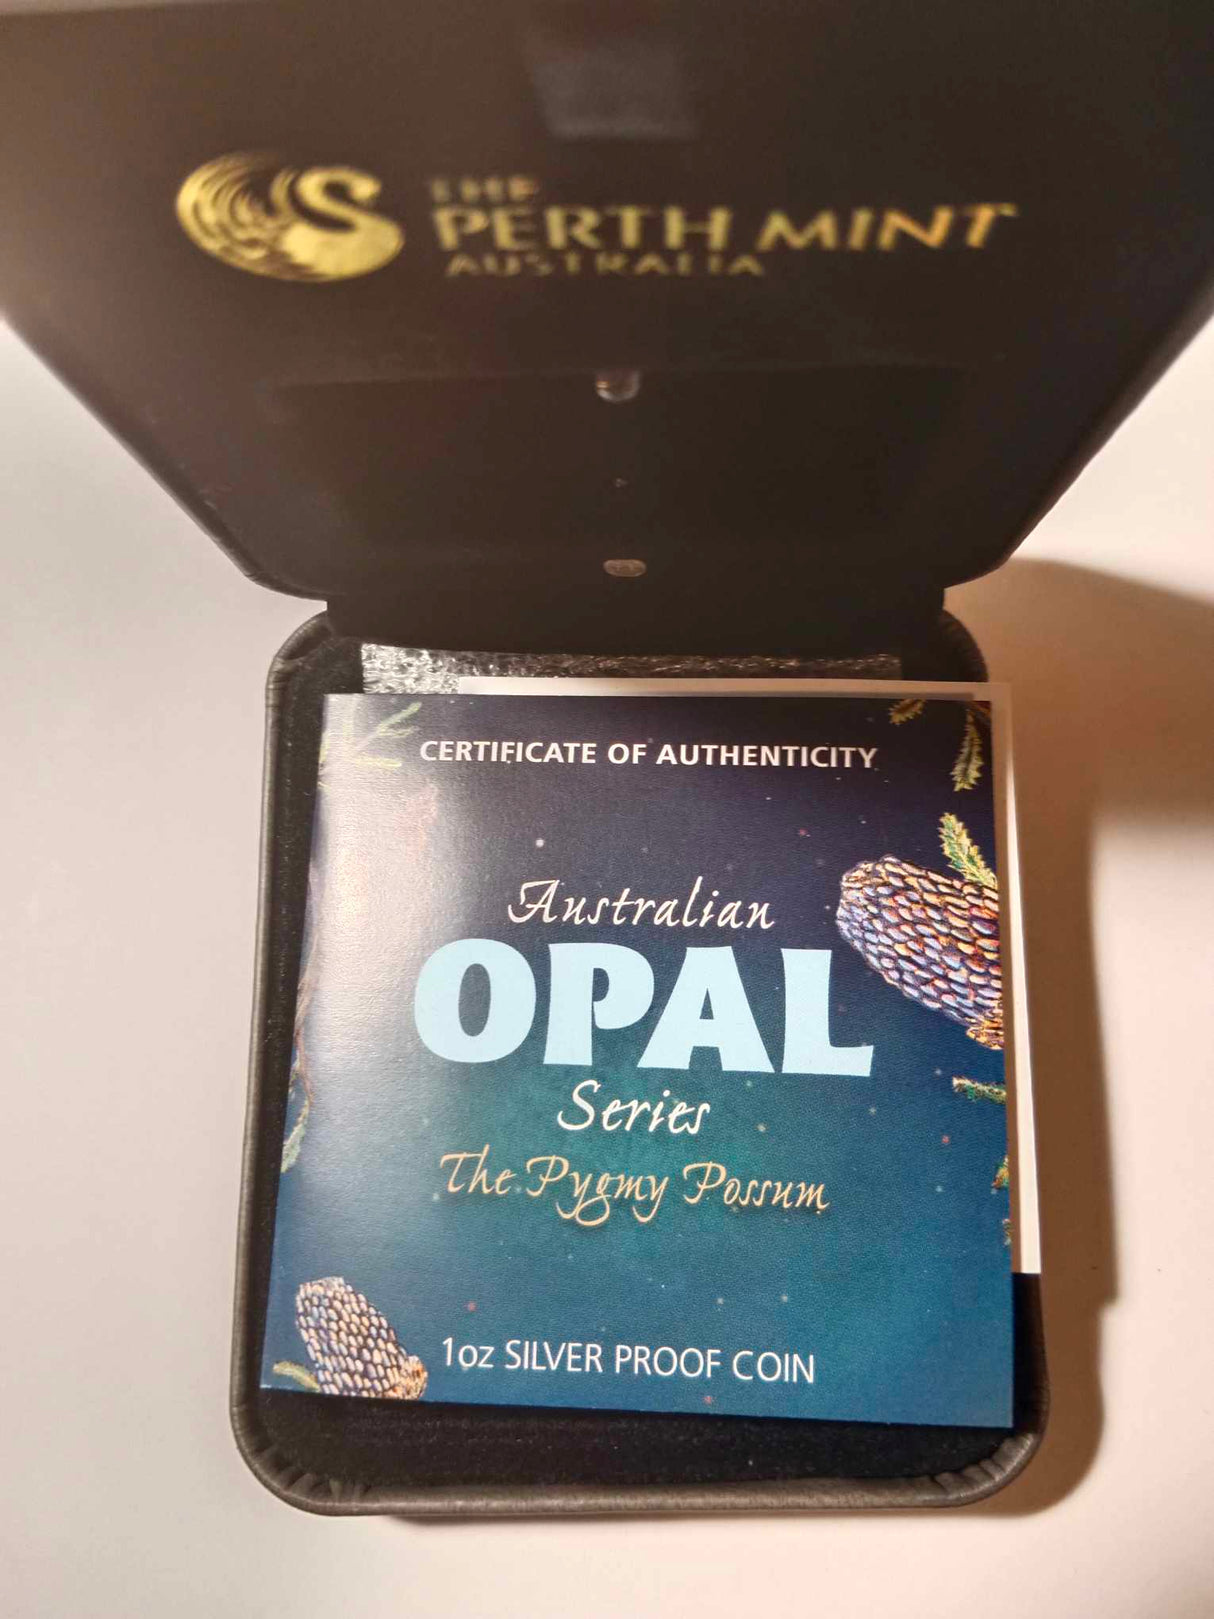 THE
PERTH MINT
AUSTRALIA
CERTIFICATE OF AUTHENTICITY
Australian
OPAL
Series
The Pygmy Possum
1oz SILVER PROOF COIN